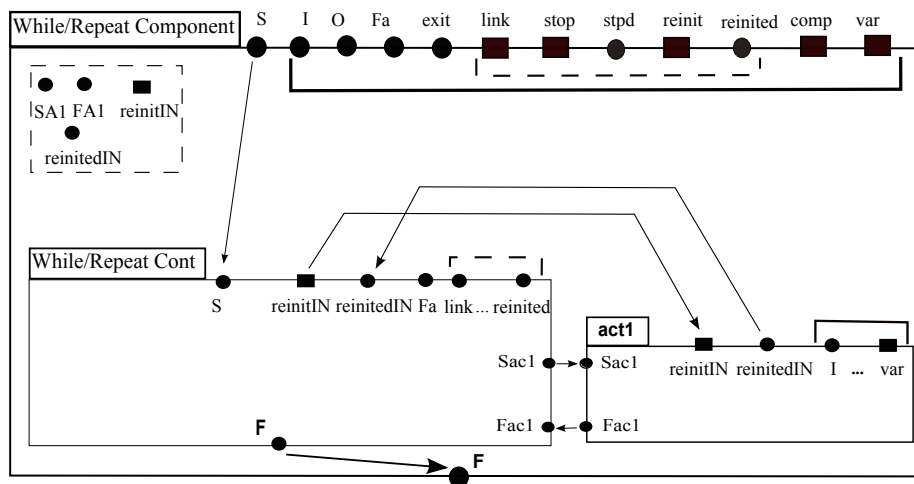 While/Repeat Component
S I O Fa exit link stop stpd reinit reinited comp var
SA1 FA1 reinitIN
reinitedIN
While/Repeat Cont
S reinitIN reinitedIN Fa link ... reinited
act1
reinitIN reinitedIN I ... var
Sac1 Sac1
Fac1 Fac1
F
F